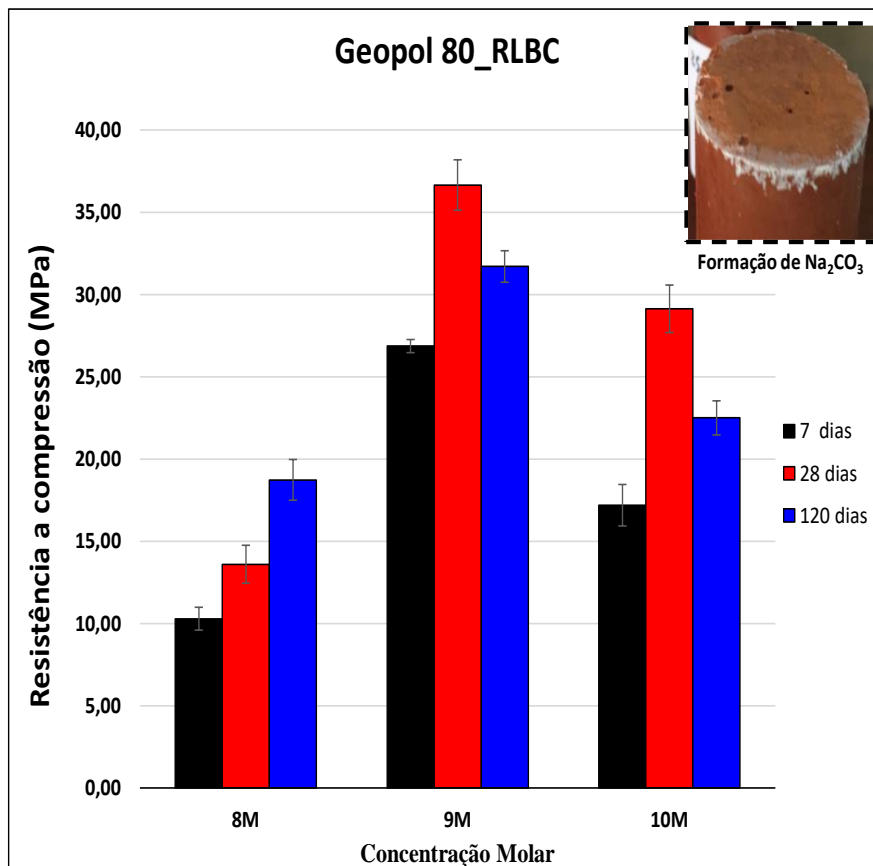 Geopol 80_RLBC
Formação de Na₂CO₃
Resistência a compressão (MPa)
40,00
35,00
30,00
25,00
20,00
15,00
10,00
5,00
0,00
7 dias
28 dias
120 dias
8M
9M
10M
Concentração Molar